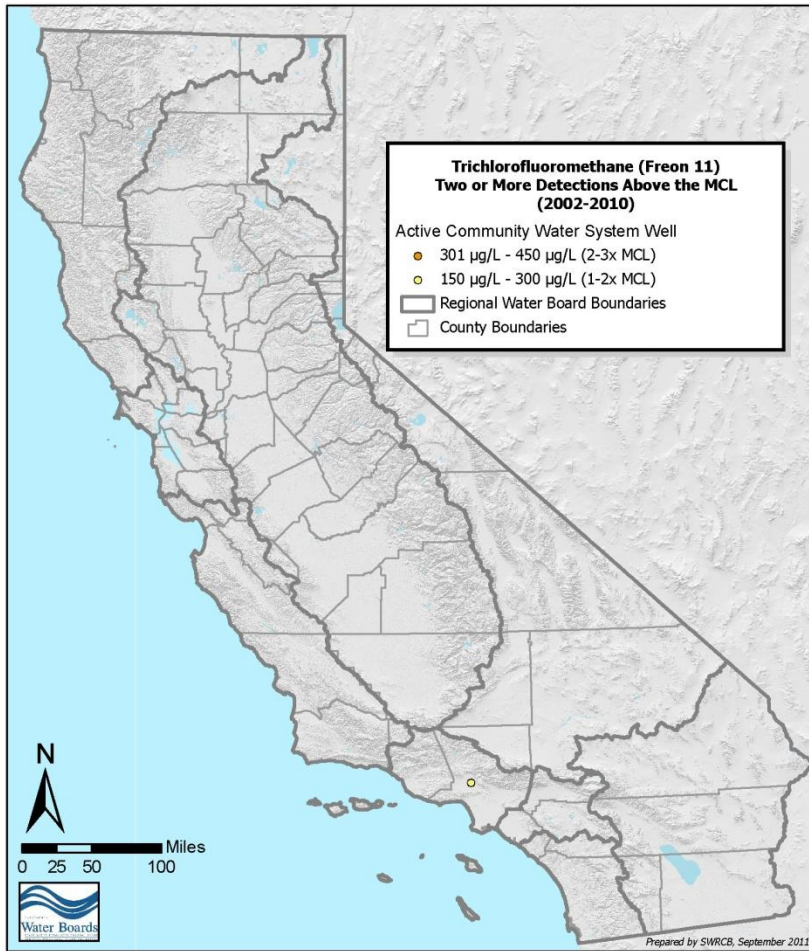 Trichlorofluoromethane (Freon 11)
Two or More Detections Above the MCL
(2002-2010)
Active Community Water System Well
301 µg/L - 450 µg/L (2-3x MCL)
150 µg/L - 300 µg/L (1-2x MCL)
Regional Water Board Boundaries
County Boundaries
N
Miles
0 25 50 100
Water Boards
Prepared by SWRCB, September 2011